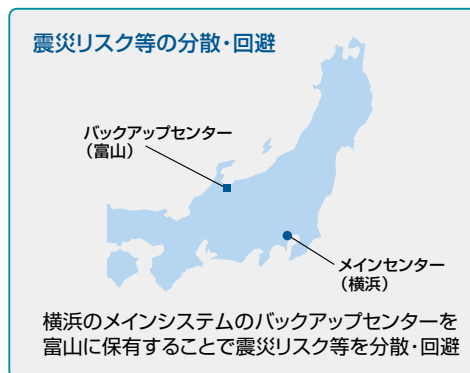 震災リスク等の分散・回避
バックアップセンター
（富山）
メインセンター
（横浜）
横浜のメインシステムのバックアップセンターを
富山に保有することで震災リスク等を分散・回避